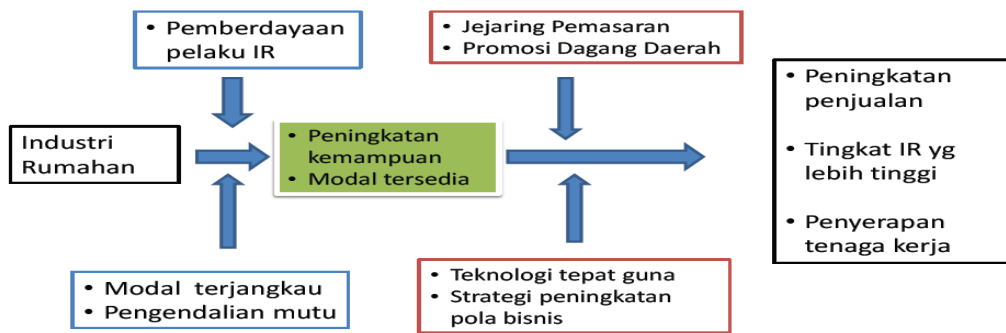 • Pemberdayaan
pelaku IR
• Jejaring Pemasaran
• Promosi Dagang Daerah
Industri
Rumahan
• Peningkatan
kemampuan
• Modal tersedia
• Peningkatan
penjualan
• Tingkat IR yg
lebih tinggi
• Penyerapan
tenaga kerja
• Modal terjangkau
• Pengendalian mutu
• Teknologi tepat guna
• Strategi peningkatan
pola bisnis